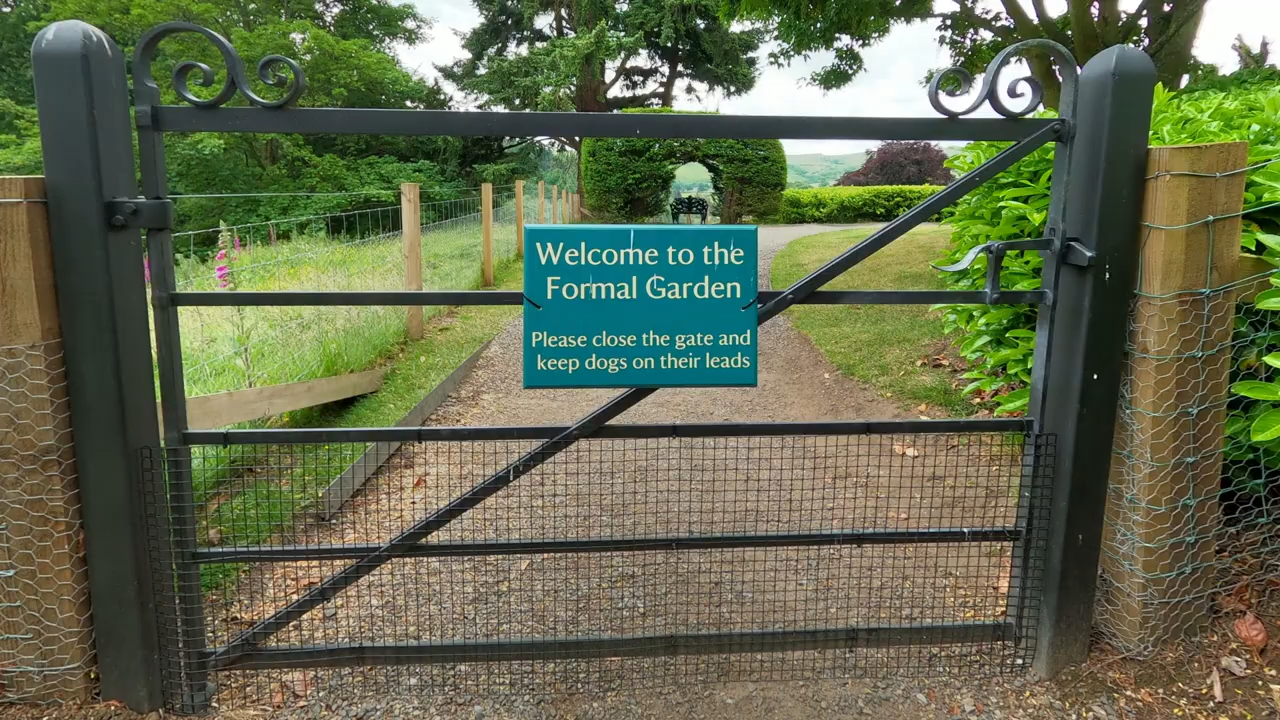 Welcome to the
Formal Garden
Please close the gate and
keep dogs on their leads